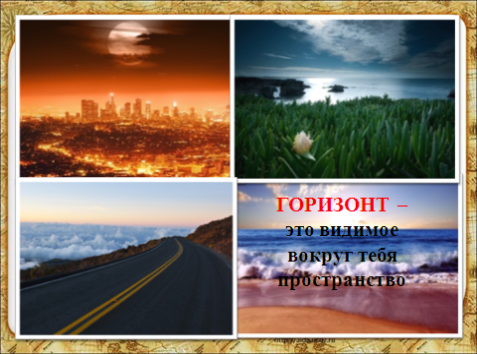 ГОРИЗОНТ –
это видимое
вокруг тебя
пространство